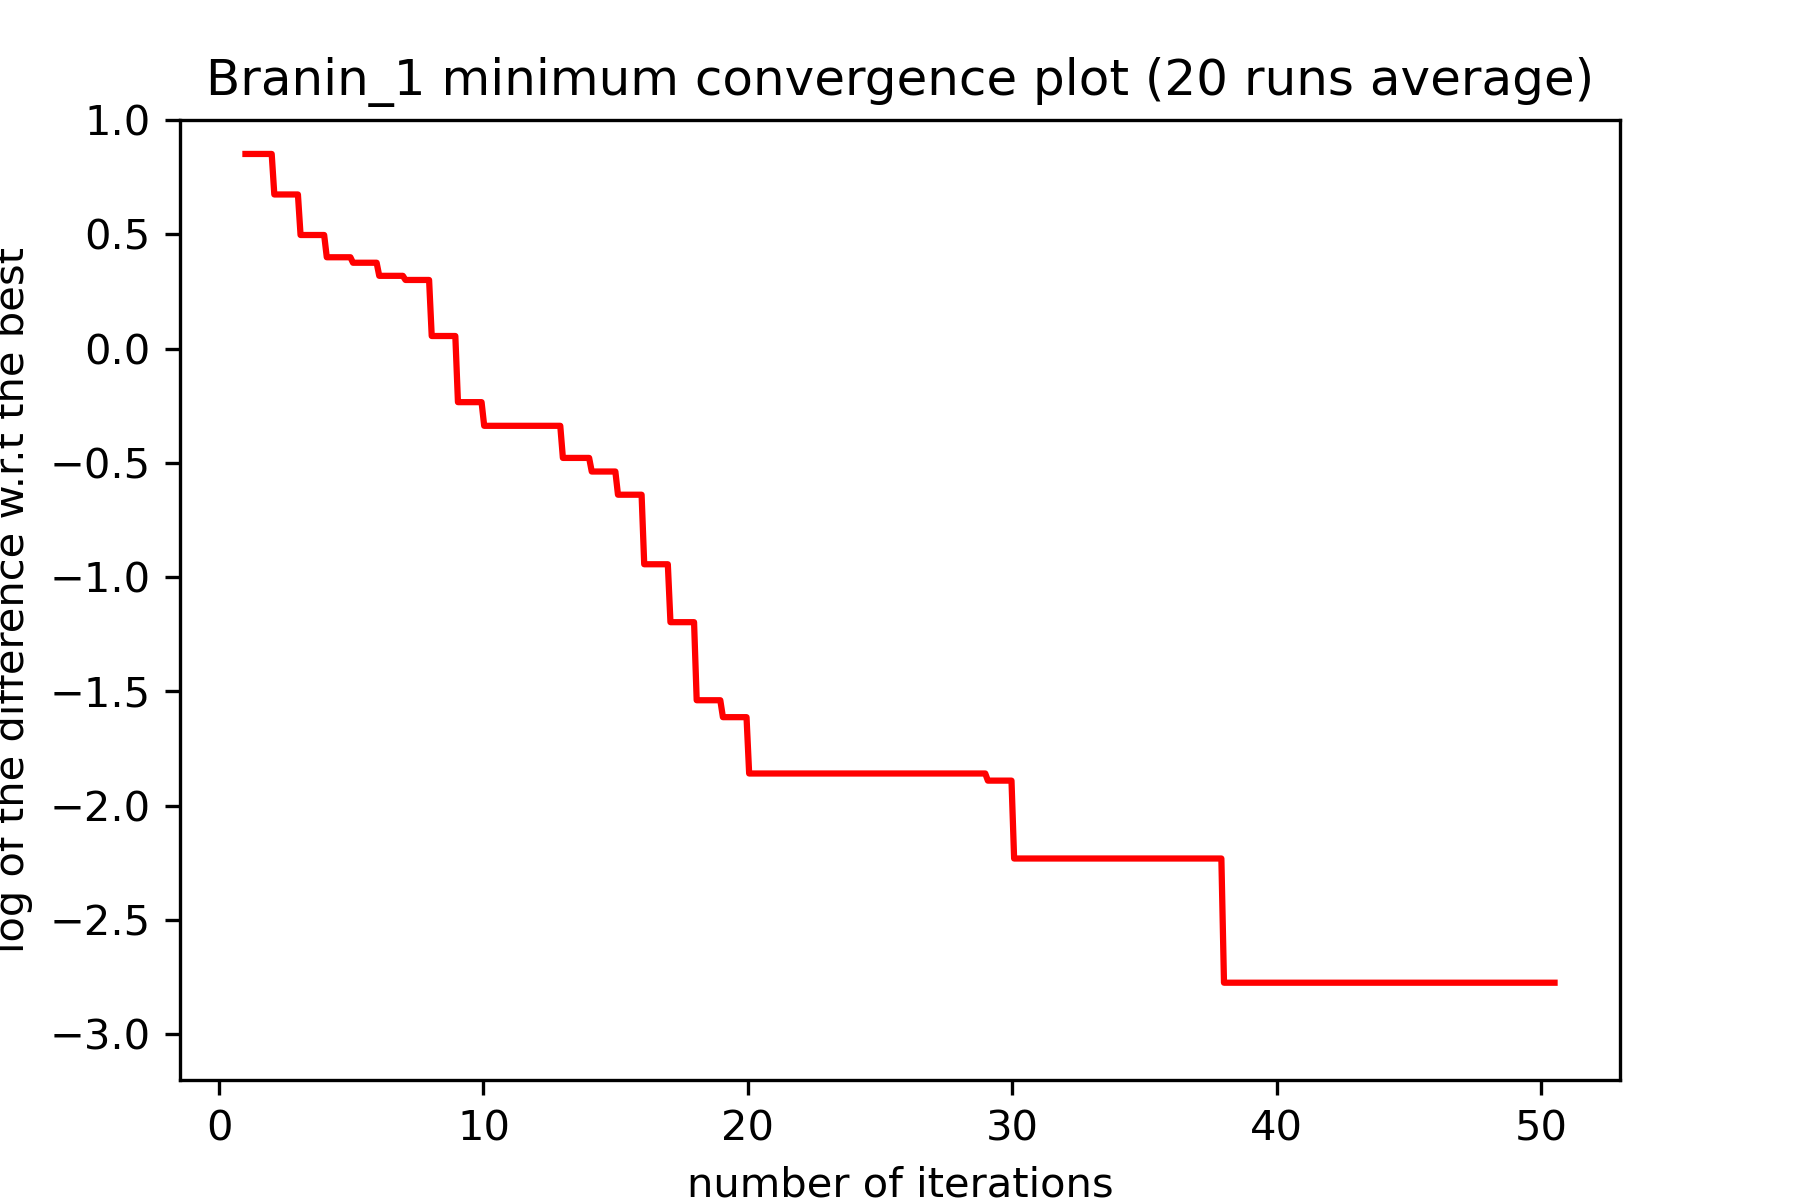 Branin_1 minimum convergence plot (20 runs average)
log of the difference w.r.t the best
1.0
0.5
0.0
−0.5
−1.0
−1.5
−2.0
−2.5
−3.0
0 10 20 30 40 50
number of iterations